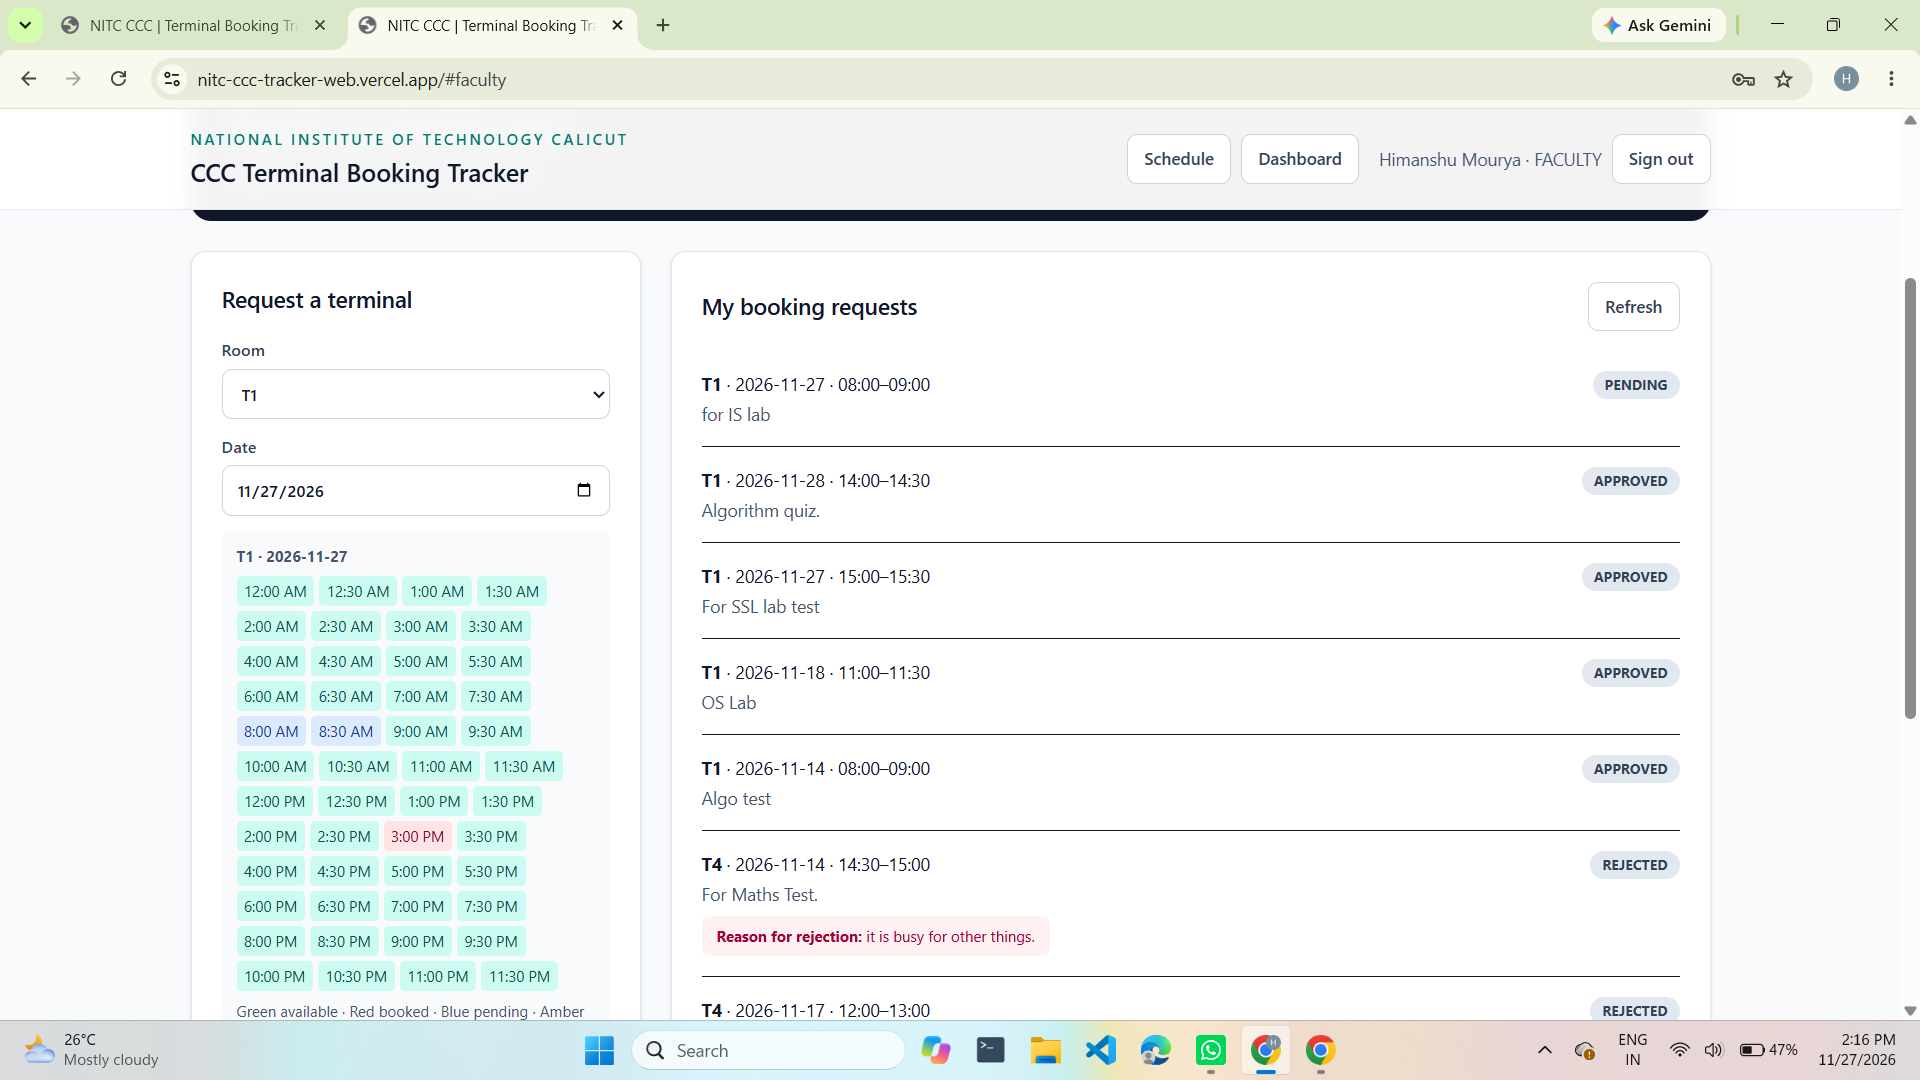 NITC CCC | Terminal Booking Tr
NITC CCC | Terminal Booking Tr
Ask Gemini
nitc-ccc-tracker-web.vercel.app/#faculty
H
NATIONAL INSTITUTE OF TECHNOLOGY CALICUT
CCC Terminal Booking Tracker
Schedule
Dashboard
Himanshu Mourya · FACULTY
Sign out
Request a terminal
Room
T1
Date
11/27/2026
T1 · 2026-11-27
12:00 AM 12:30 AM 1:00 AM 1:30 AM
2:00 AM 2:30 AM 3:00 AM 3:30 AM
4:00 AM 4:30 AM 5:00 AM 5:30 AM
6:00 AM 6:30 AM 7:00 AM 7:30 AM
8:00 AM 8:30 AM 9:00 AM 9:30 AM
10:00 AM 10:30 AM 11:00 AM 11:30 AM
12:00 PM 12:30 PM 1:00 PM 1:30 PM
2:00 PM 2:30 PM 3:00 PM 3:30 PM
4:00 PM 4:30 PM 5:00 PM 5:30 PM
6:00 PM 6:30 PM 7:00 PM 7:30 PM
8:00 PM 8:30 PM 9:00 PM 9:30 PM
10:00 PM 10:30 PM 11:00 PM 11:30 PM
Green available · Red booked · Blue pending · Amber
My booking requests
Refresh
T1 · 2026-11-27 · 08:00–09:00
PENDING
for IS lab
T1 · 2026-11-28 · 14:00–14:30
APPROVED
Algorithm quiz.
T1 · 2026-11-27 · 15:00–15:30
APPROVED
For SSL lab test
T1 · 2026-11-18 · 11:00–11:30
APPROVED
OS Lab
T1 · 2026-11-14 · 08:00–09:00
APPROVED
Algo test
T4 · 2026-11-14 · 14:30–15:00
REJECTED
For Maths Test.
Reason for rejection: it is busy for other things.
T4 · 2026-11-17 · 12:00–13:00
REJECTED
26°C
Mostly cloudy
Search
H
ENG
IN
47%
2:16 PM
11/27/2026